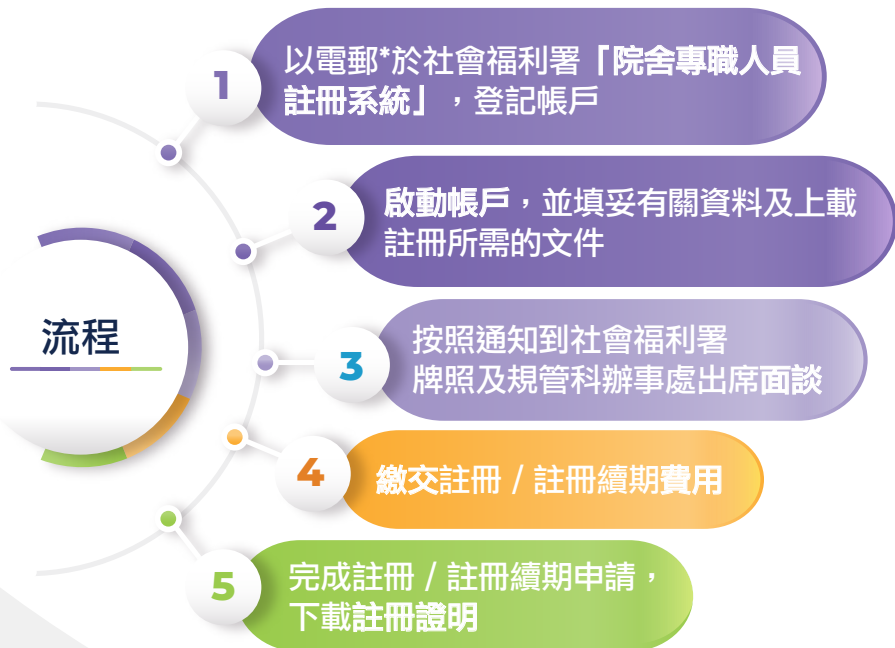 流程
1
以電郵*於社會福利署「院舍專職人員
註冊系統」，登記帳戶
2
啟動帳戶，並填妥有關資料及上載
註冊所需的文件
3
按照通知到社會福利署
牌照及規管科辦事處出席面談
4
繳交註冊 / 註冊續期費用
5
完成註冊 / 註冊續期申請，
下載註冊證明